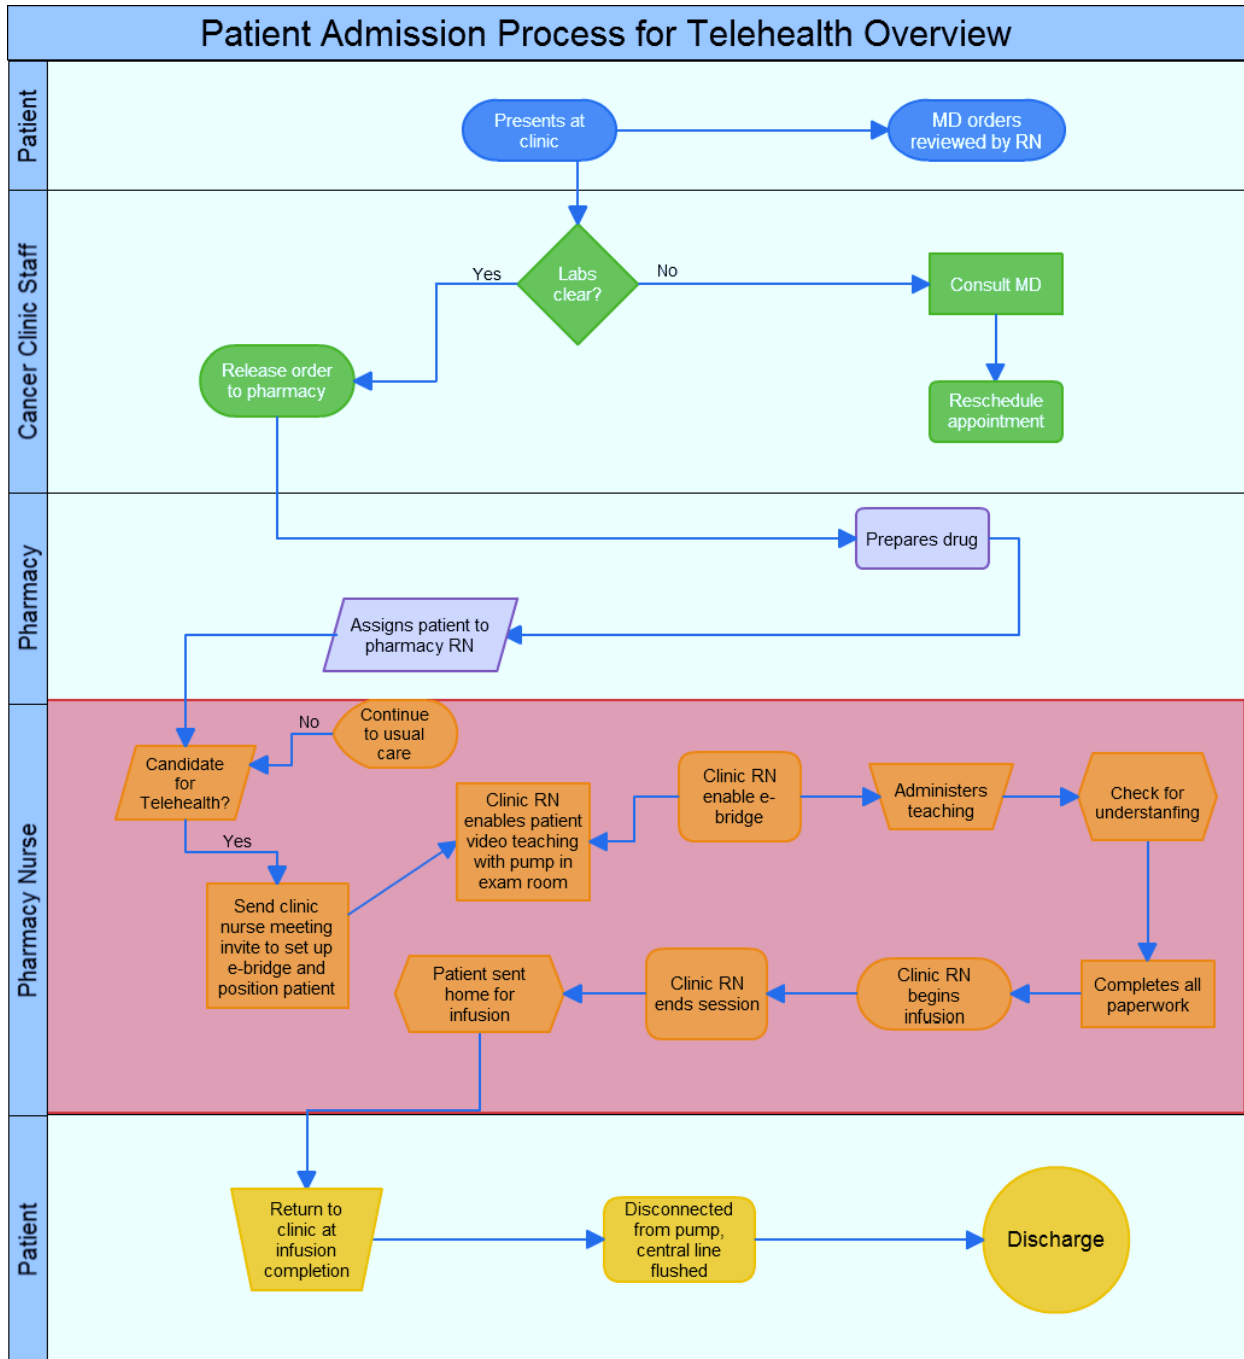 Patient Admission Process for Telehealth Overview
Patient
Presents at
clinic
MD orders
reviewed by RN
Cancer Clinic Staff
Labs
clear?
Yes
No
Consult MD
Release order
to pharmacy
Reschedule
appointment
Pharmacy
Prepares drug
Assigns patient to
pharmacy RN
Pharmacy Nurse
Candidate
for
Telehealth?
No
Continue
to usual
care
Yes
Send clinic
nurse meeting
invite to set up
e-bridge and
position patient
Clinic RN
enables patient
video teaching
with pump in
exam room
Clinic RN
enable e-
bridge
Administers
teaching
Check for
understanfing
Completes all
paperwork
Clinic RN
begins
infusion
Clinic RN
ends session
Patient sent
home for
infusion
Patient
Return to
clinic at
infusion
completion
Disconnected
from pump,
central line
flushed
Discharge